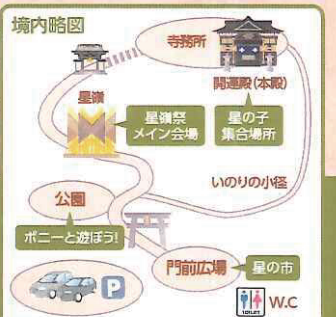 境内略図
寺務所
開運殿(本殿)
星の子
集合場所
星嶺
星嶺祭
メイン会場
いのりの小径
公園
ポニーと遊ぼう!
P
門前広場
星の市
W.C
TOILET